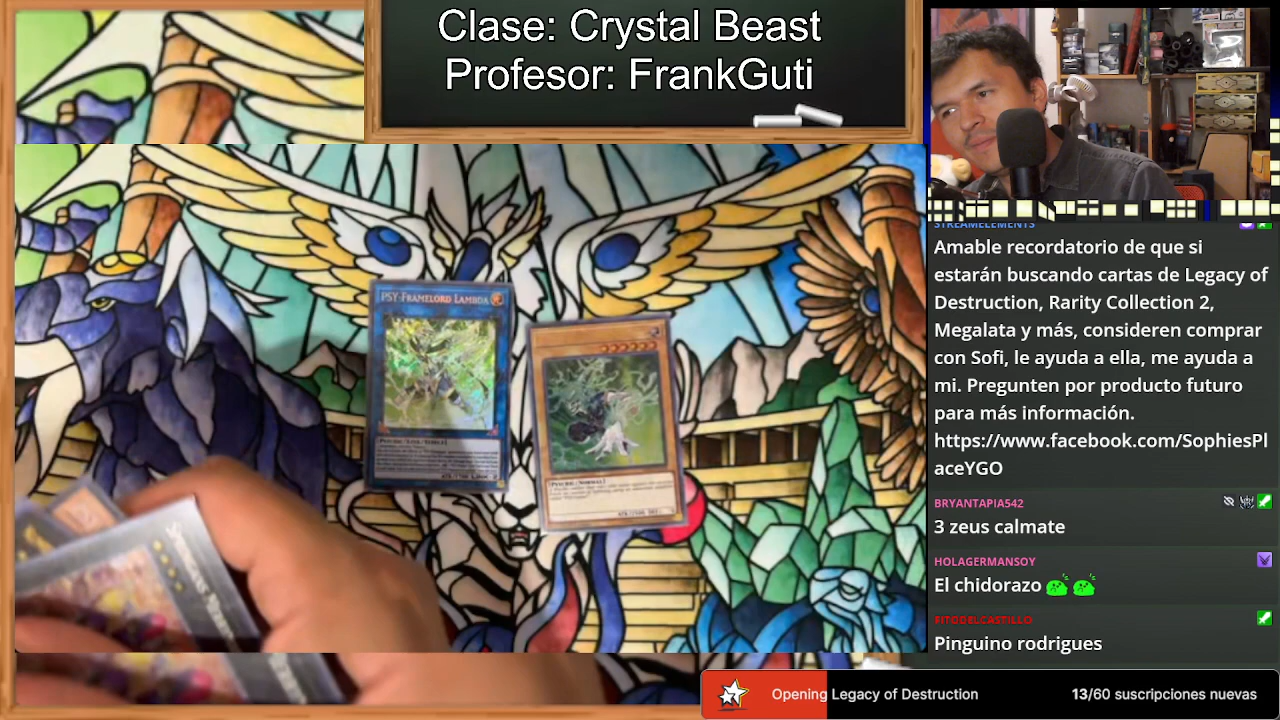 Clase: Crystal Beast
Profesor: FrankGuti
PSY-FRAMELORD LAMBDA
STREAMELEMENTS
Amable recordatorio de que si
estarán buscando cartas de Legacy of
Destruction, Rarity Collection 2,
Megalata y más, consideren comprar
con Sofi, le ayuda a ella, me ayuda a
mi. Pregunten por producto futuro
para más información.
https://www.facebook.com/SophiesPl
aceYGO
BRYANTAPIA542
3 zeus calmate
HOLAGERMANSOY
El chidorazo
FITODELCASTILLO
Pinguino rodrigues
Opening Legacy of Destruction
13/60 suscripciones nuevas